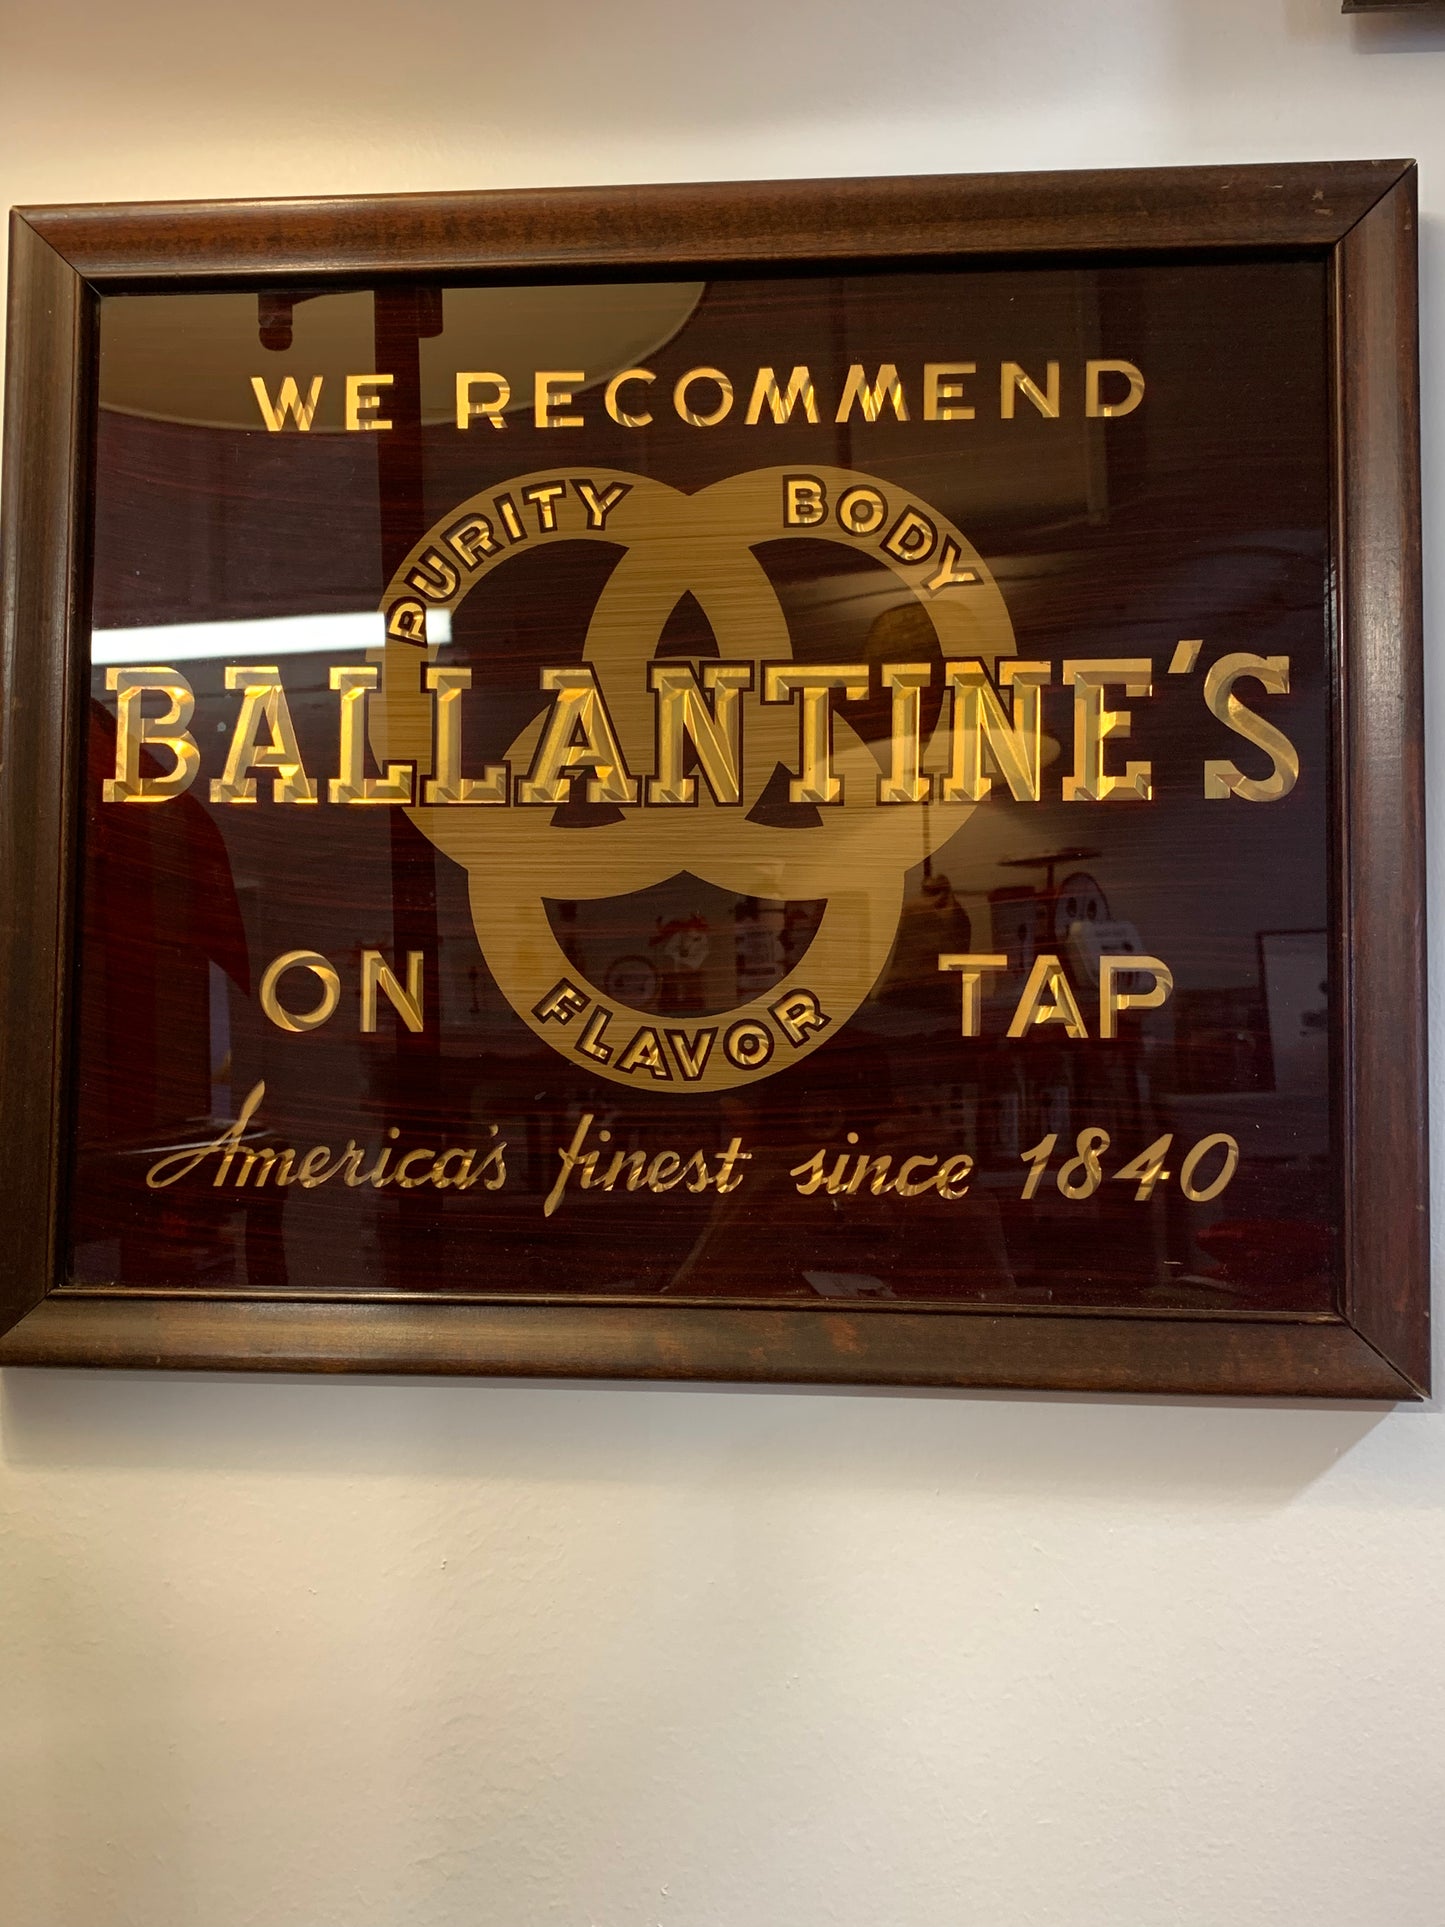 WE RECOMMEND
PURITY BODY
BALLANTINE'S
ON TAP
FLAVOR
America's finest since 1840